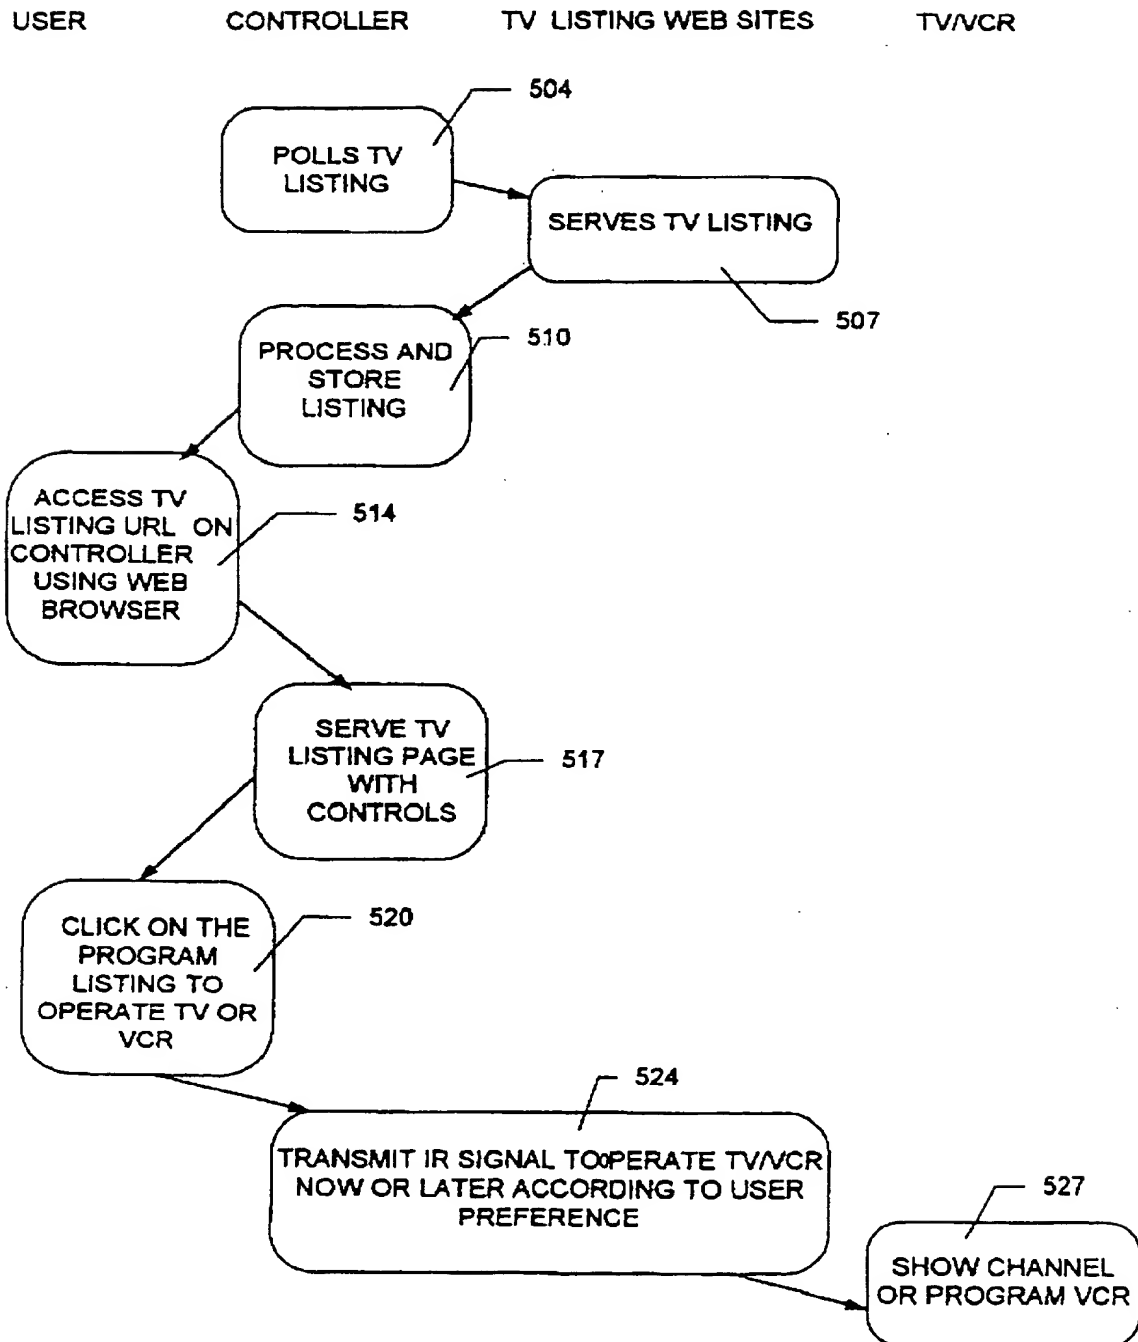 USER CONTROLLER TV LISTING WEB SITES TV/VCR
504
POLLS TV
LISTING
SERVES TV LISTING
507
510
PROCESS AND
STORE
LISTING
ACCESS TV
LISTING URL ON
CONTROLLER
USING WEB
BROWSER
514
SERVE TV
LISTING PAGE
WITH
CONTROLS
517
CLICK ON THE
PROGRAM
LISTING TO
OPERATE TV OR
VCR
520
524
TRANSMIT IR SIGNAL TO OPERATE TV/VCR
NOW OR LATER ACCORDING TO USER
PREFERENCE
527
SHOW CHANNEL
OR PROGRAM VCR